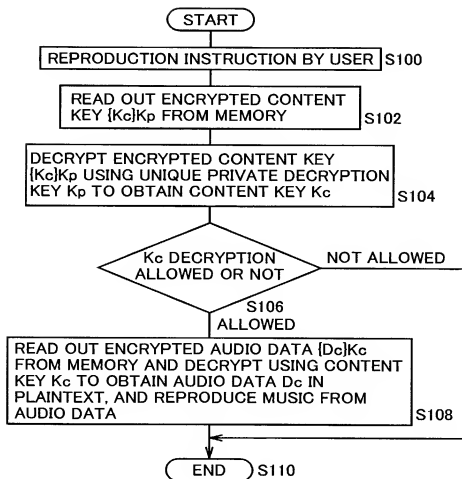 START
REPRODUCTION INSTRUCTION BY USER S100
READ OUT ENCRYPTED CONTENT
KEY {Kc}Kp FROM MEMORY
S102
DECRYPT ENCRYPTED CONTENT KEY
{Kc}Kp USING UNIQUE PRIVATE DECRYPTION
KEY Kp TO OBTAIN CONTENT KEY Kc
S104
Kc DECRYPTION
ALLOWED OR NOT
NOT ALLOWED
S106
ALLOWED
READ OUT ENCRYPTED AUDIO DATA {Dc}Kc
FROM MEMORY AND DECRYPT USING CONTENT
KEY Kc TO OBTAIN AUDIO DATA Dc IN
PLAINTEXT, AND REPRODUCE MUSIC FROM
AUDIO DATA
S108
END S110